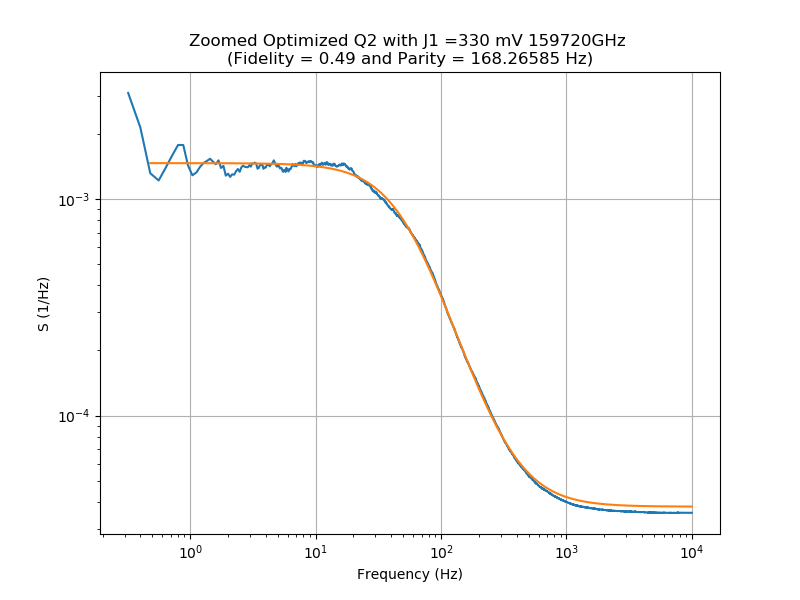 Zoomed Optimized Q2 with J1 =330 mV 159720GHz
(Fidelity = 0.49 and Parity = 168.26585 Hz)
S (1/Hz)
10⁻³
10⁻⁴
10⁰ 10¹ 10² 10³ 10⁴
Frequency (Hz)